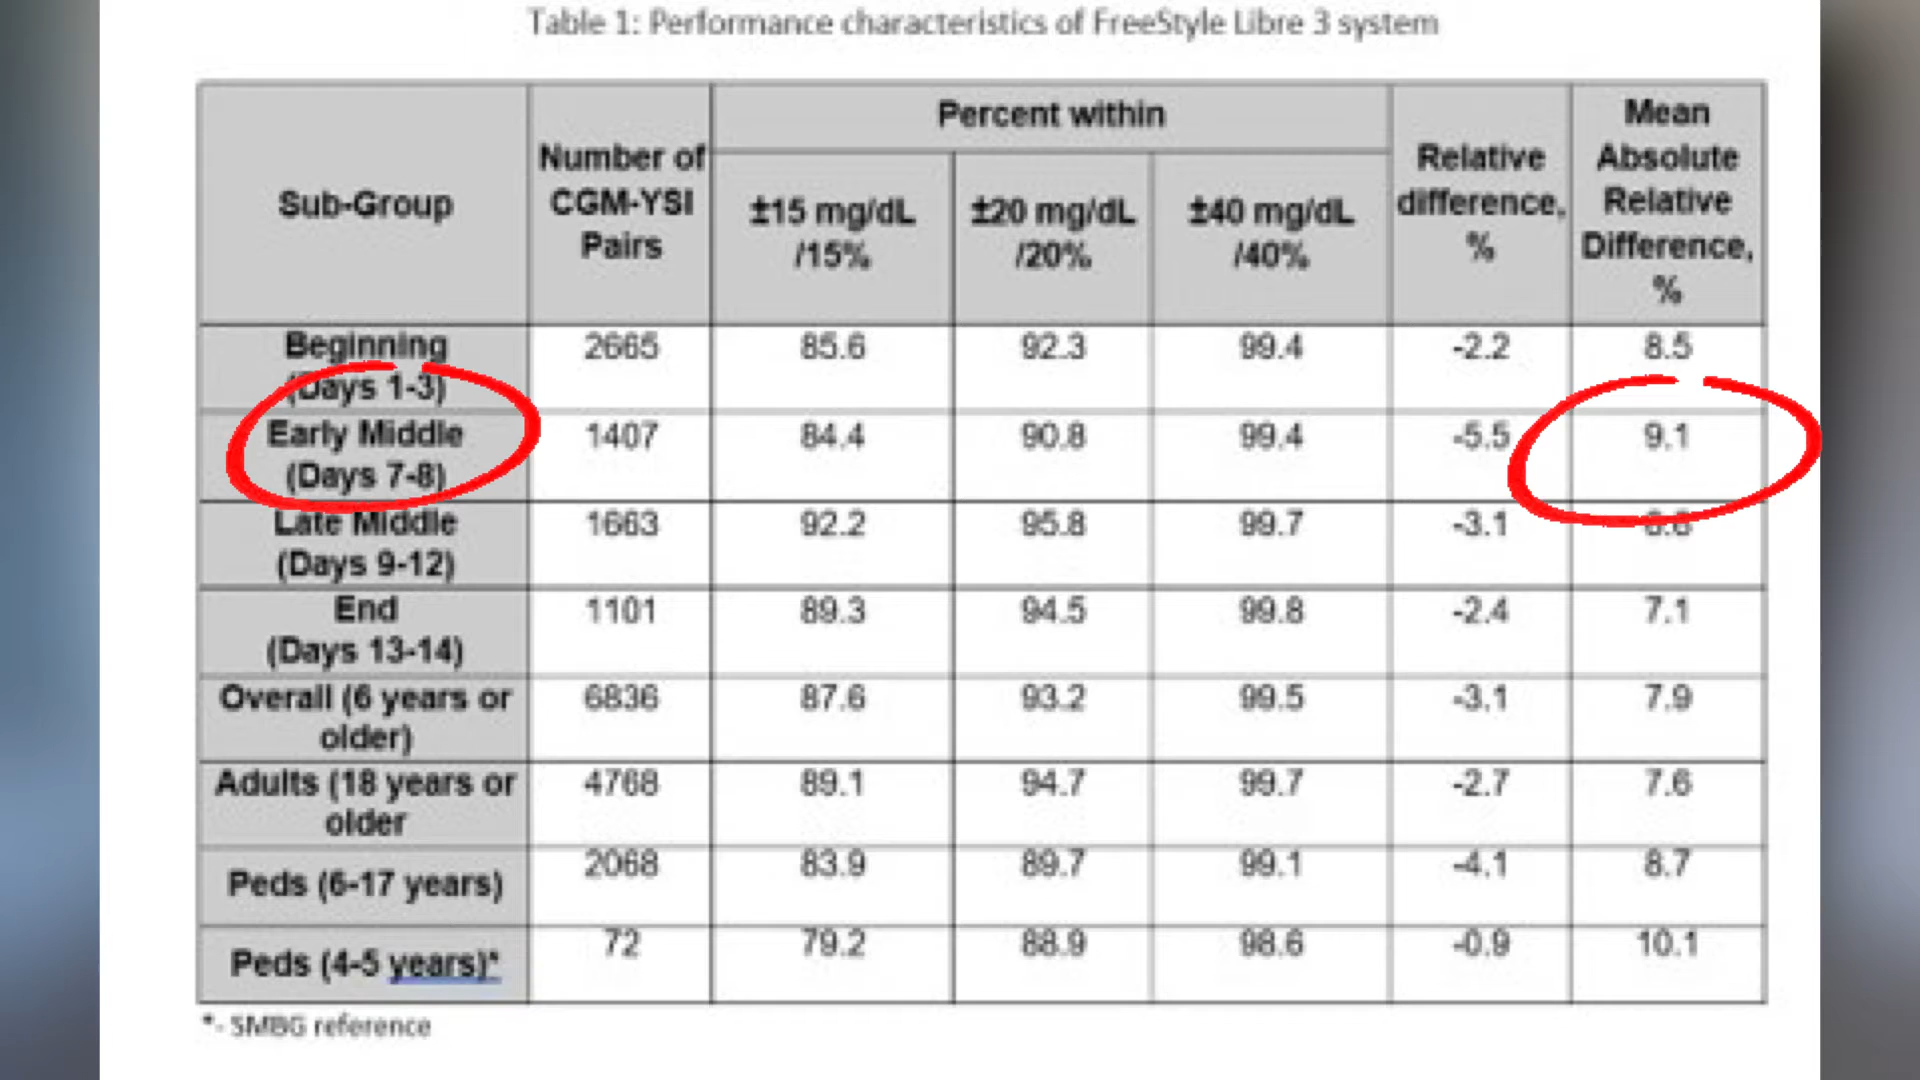 Table 1: Performance characteristics of FreeStyle Libre 3 system
Sub-Group
Number of
CGM-YSI
Pairs
Percent within
±15 mg/dL
/15%
±20 mg/dL
/20%
±40 mg/dL
/40%
Relative
difference,
%
Mean
Absolute
Relative
Difference,
%
Beginning
(Days 1-3)
2665
85.6
92.3
99.4
-2.2
8.5
Early Middle
(Days 7-8)
1407
84.4
90.8
99.4
-5.5
9.1
Late Middle
(Days 9-12)
1663
92.2
95.8
99.7
-3.1
End
(Days 13-14)
1101
89.3
94.5
99.8
-2.4
7.1
Overall (6 years or
older)
6836
87.6
93.2
99.5
-3.1
7.9
Adults (18 years or
older
4768
89.1
94.7
99.7
-2.7
7.6
Peds (6-17 years)
2068
83.9
89.7
99.1
-4.1
8.7
Peds (4-5 years)*
72
79.2
88.9
98.6
-0.9
10.1
*- SMBG reference